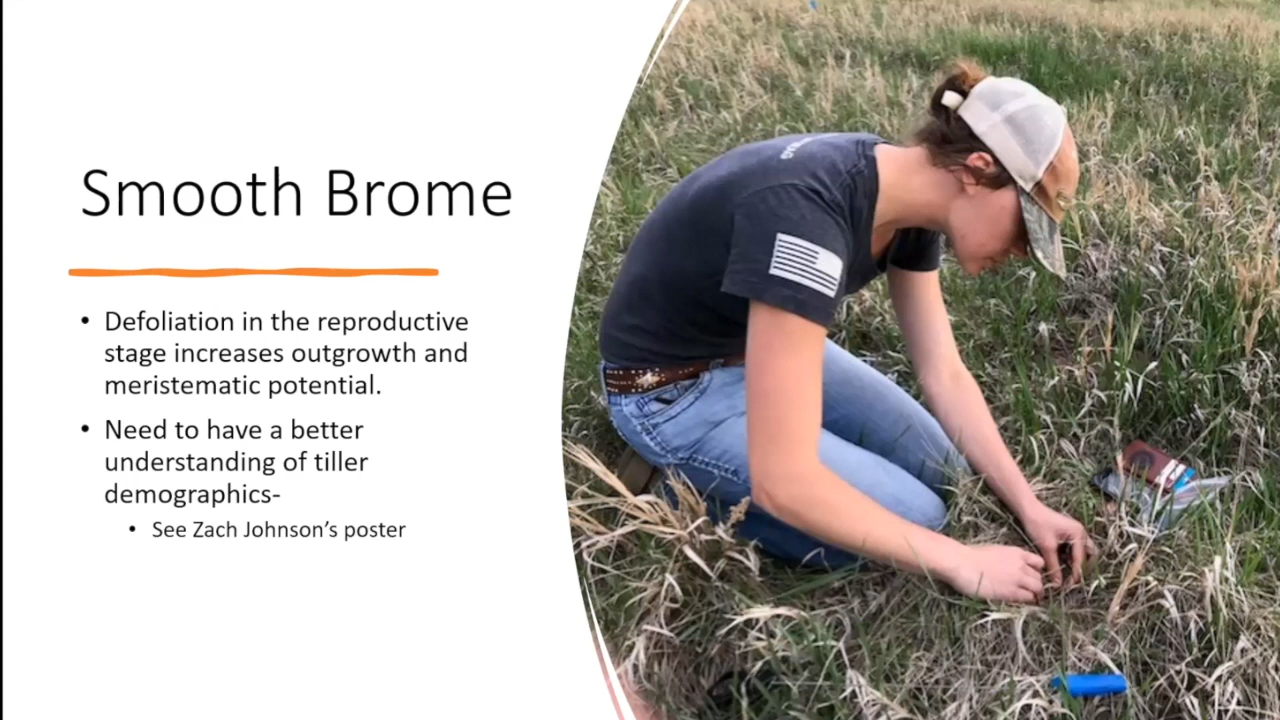 Smooth Brome
• Defoliation in the reproductive
stage increases outgrowth and
meristematic potential.
• Need to have a better
understanding of tiller
demographics-
• See Zach Johnson's poster